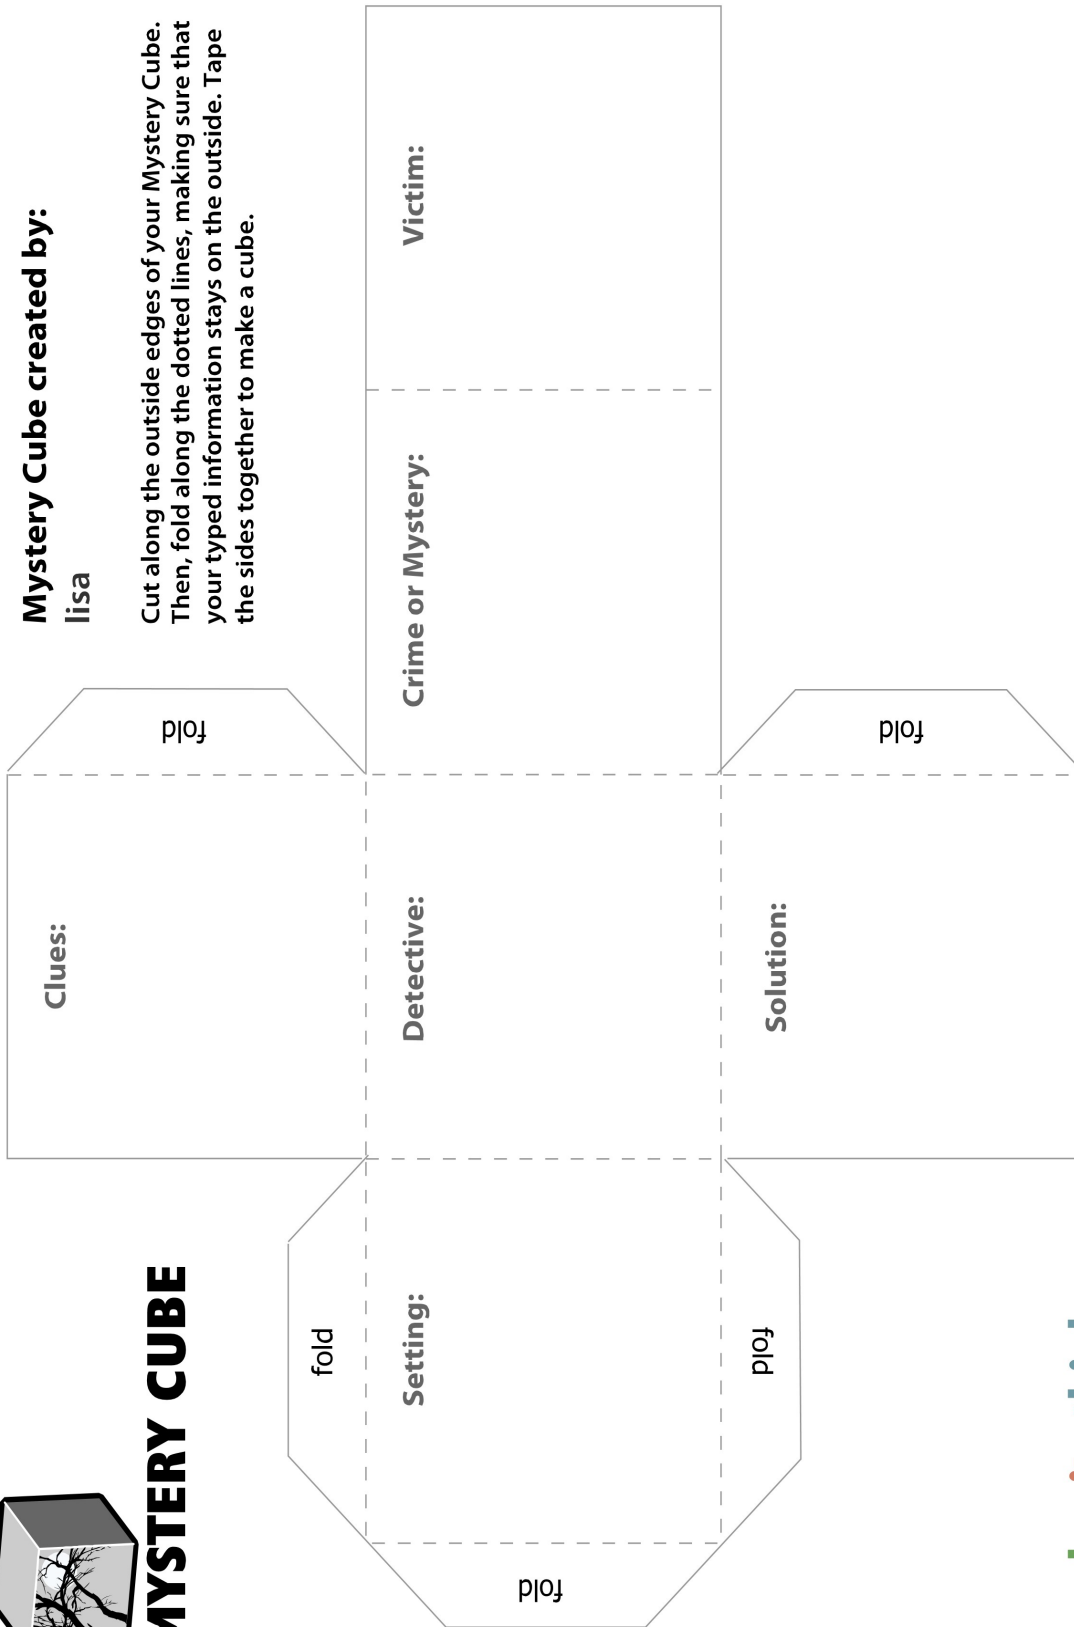 MYSTERY CUBE
Mystery Cube created by:
lisa
Cut along the outside edges of your Mystery Cube.
Then, fold along the dotted lines, making sure that
your typed information stays on the outside. Tape
the sides together to make a cube.
Clues:
fold
fold
Setting:
Detective:
Crime or Mystery:
Victim:
fold
fold
Solution:
fold